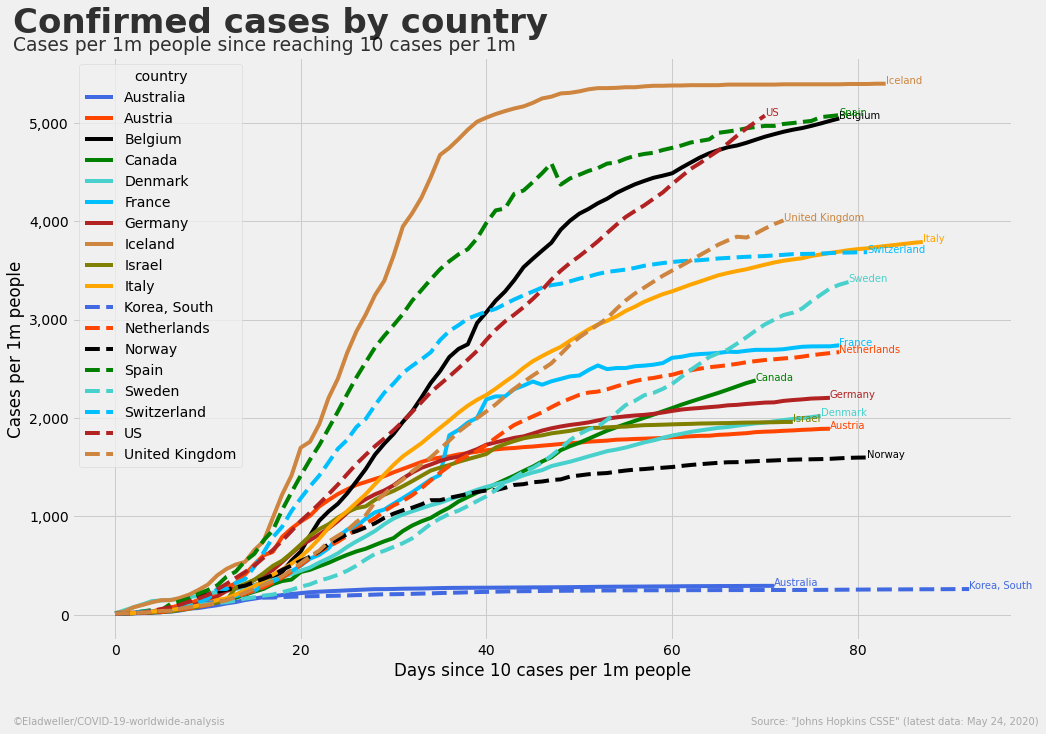 Confirmed cases by country
Cases per 1m people since reaching 10 cases per 1m
country
Australia
Austria
Belgium
Canada
Denmark
France
Germany
Iceland
Israel
Italy
Korea, South
Netherlands
Norway
Spain
Sweden
Switzerland
US
United Kingdom
Cases per 1m people
5,000
4,000
3,000
2,000
1,000
0
Iceland
US
Spain
Belgium
United Kingdom
Italy
Switzerland
Sweden
France
Netherlands
Canada
Germany
Denmark
Israel
Austria
Norway
Australia
Korea, South
0 20 40 60 80
Days since 10 cases per 1m people
©Eladweller/COVID-19-worldwide-analysis
Source: "Johns Hopkins CSSE" (latest data: May 24, 2020)